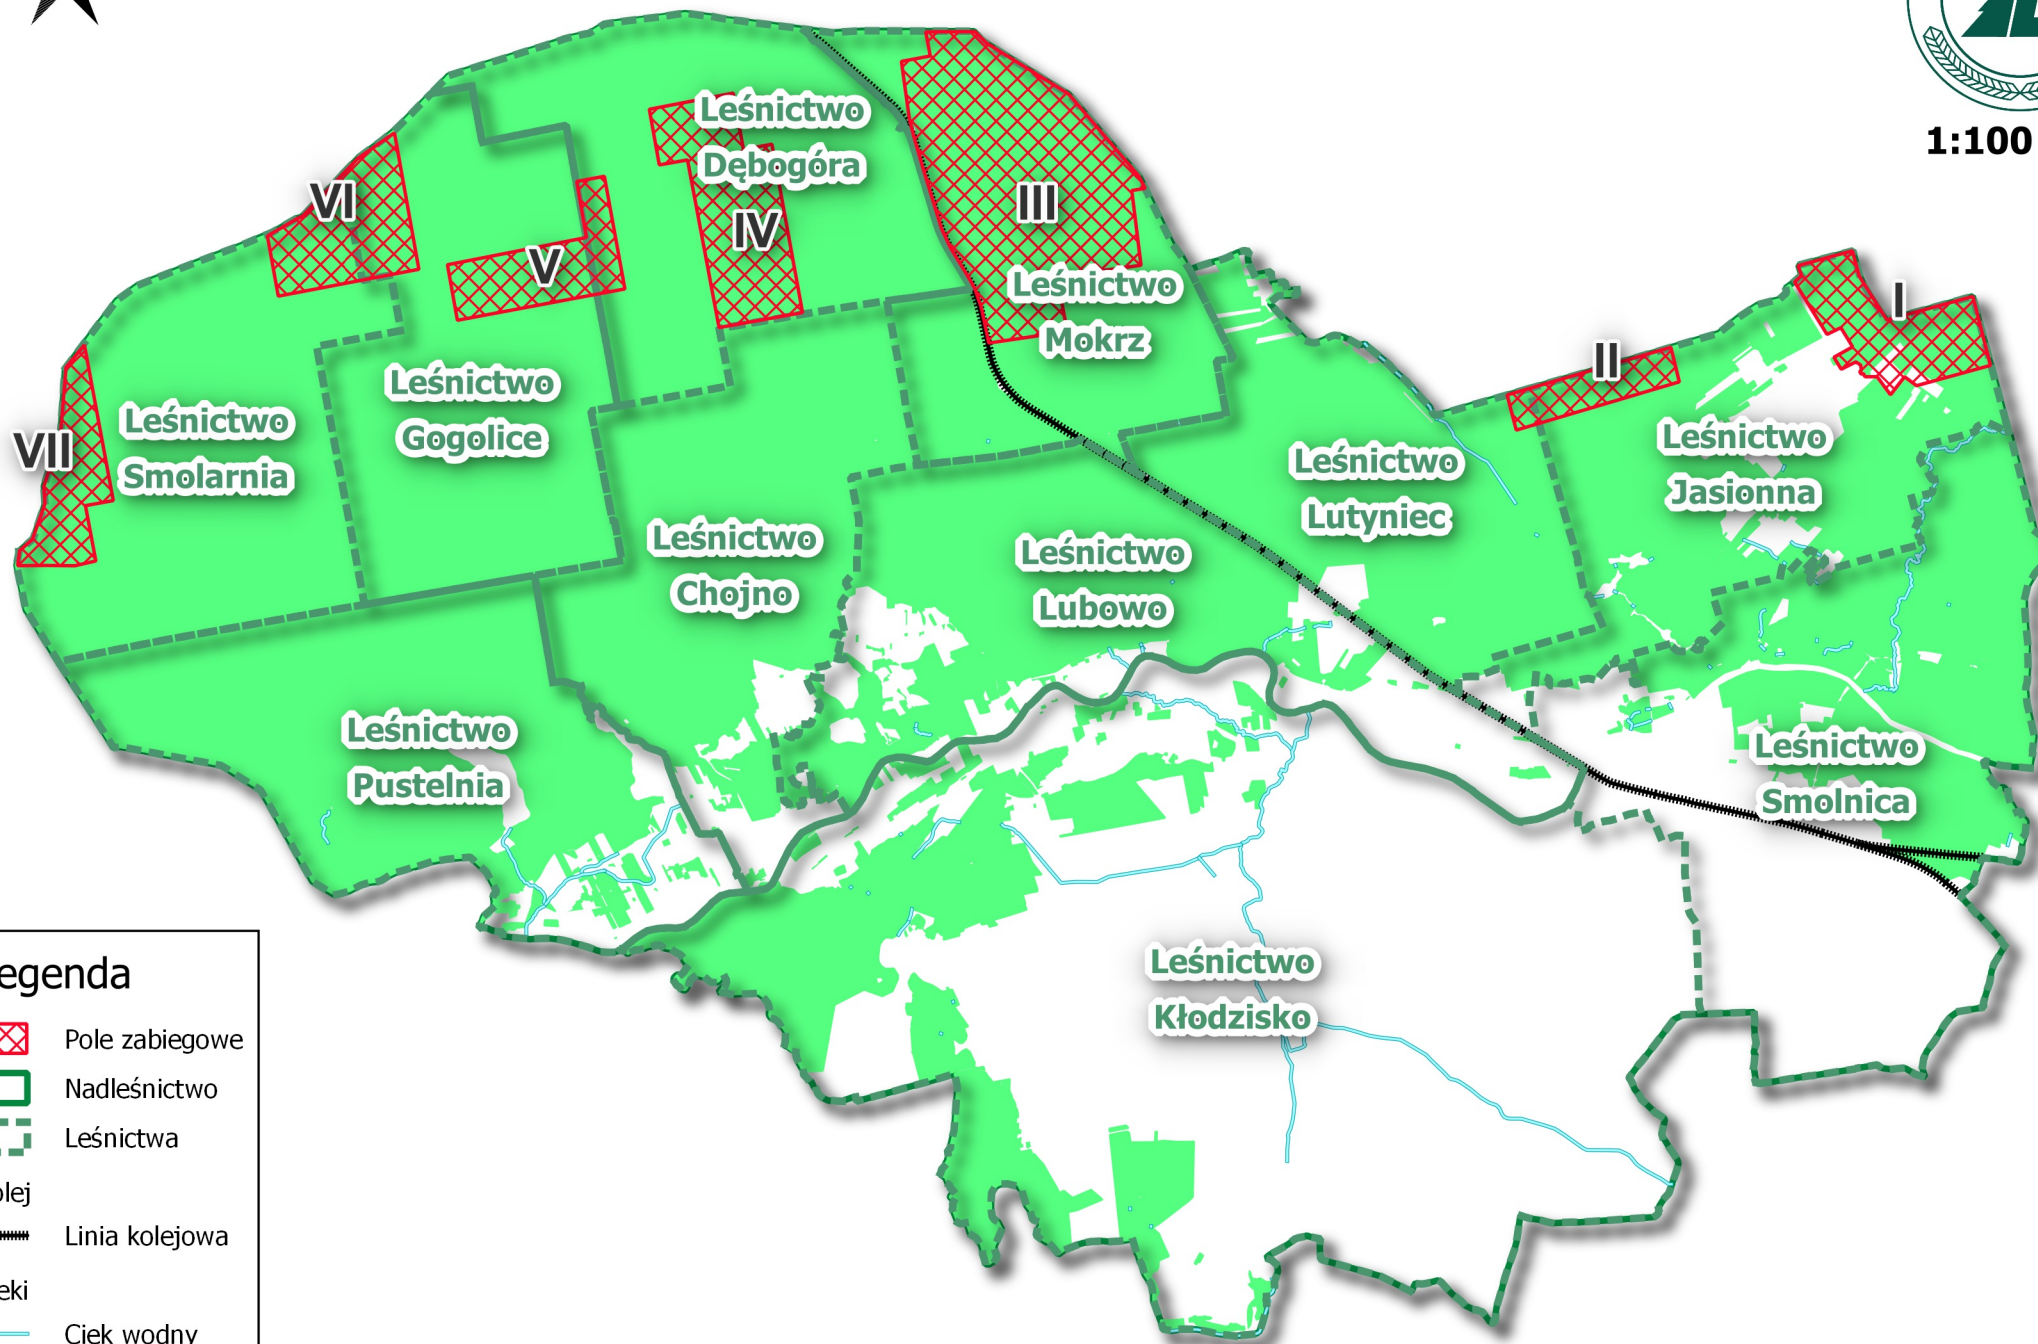 1:100
Leśnictwo
Dębogóra
VI
III
IV
V
Leśnictwo
Mokrz
I
II
Leśnictwo
Gogolice
Leśnictwo
Smolarnia
VII
Leśnictwo
Jasionna
Leśnictwo
Lutyniec
Leśnictwo
Chojno
Leśnictwo
Lubowo
Leśnictwo
Pustelnia
Leśnictwo
Smolnica
Leśnictwo
Kłodzisko
egenda
Pole zabiegowe
Nadleśnictwo
Leśnictwa
olej
Linia kolejowa
eki
Ciek wodny